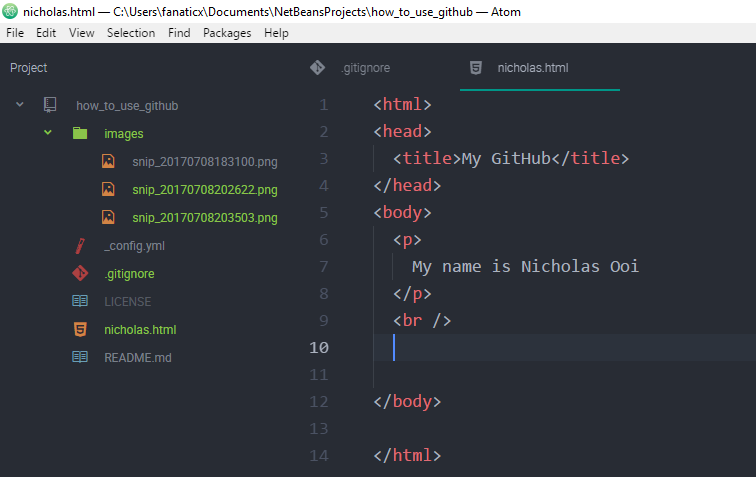 nicholas.html — C:\Users\fanaticx\Documents\NetBeansProjects\how_to_use_github — Atom
File Edit View Selection Find Packages Help
Project
how_to_use_github
images
snip_20170708183100.png
snip_20170708202622.png
snip_20170708203503.png
_config.yml
.gitignore
LICENSE
nicholas.html
README.md
.gitignore nicholas.html
1 <html>
2 <head>
3 <title>My GitHub</title>
4 </head>
5 <body>
6 <p>
7 My name is Nicholas Ooi
8 </p>
9 <br />
10
11
12 </body>
13
14 </html>